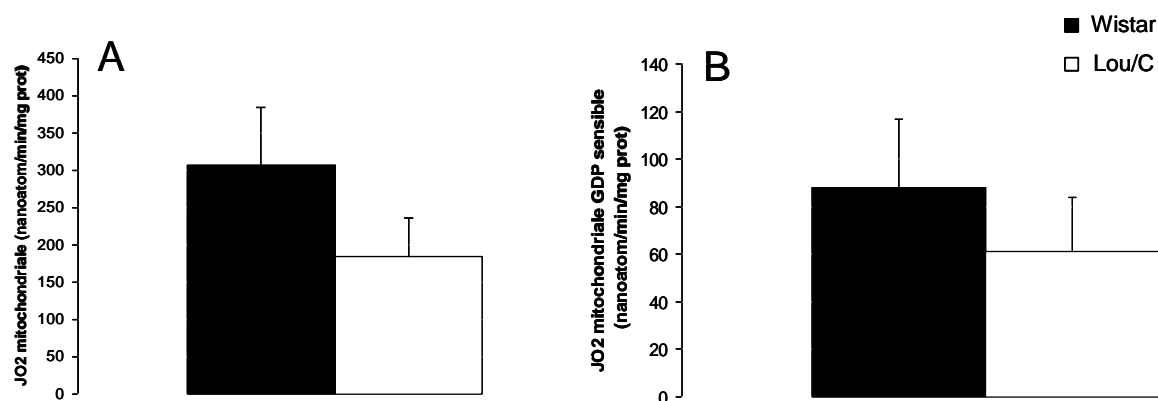 A
JO2 mitochondriale (nanoatom/min/mg prot)
450
400
350
300
250
200
150
100
50
0
Wistar
Lou/C
B
JO2 mitochondriale GDP sensible
(nanoatom/min/mg prot)
140
120
100
80
60
40
20
0